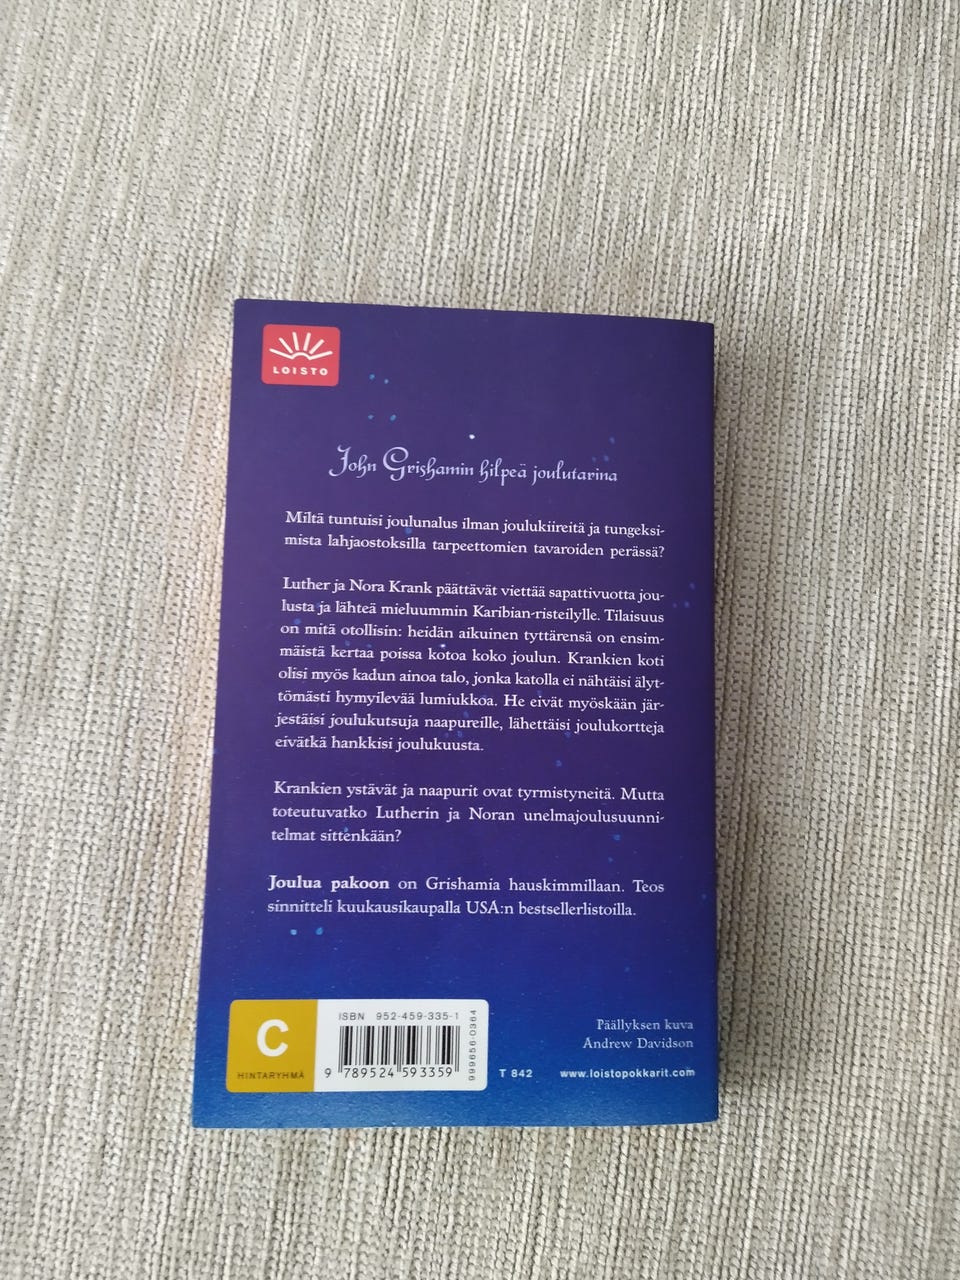 LOISTO
John Grishamin hilpeä joulutarina
Miltä tuntuisi joulunalus ilman joulukiireitä ja tungeksi-
mista lahjaostoksilla tarpeettomien tavaroiden perässä?
Luther ja Nora Krank päättävät viettää sapattivuotta jou-
lusta ja lähteä mieluummin Karibian-risteilylle. Tilaisuus
on mitä otollisin: heidän aikuinen tyttärensä on ensim-
mäistä kertaa poissa kotoa koko joulun. Krankien koti
olisi myös kadun ainoa talo, jonka katolla ei nähtäisi älyt-
tömästi hymyilevää lumiukkoa. He eivät myöskään jär-
jestäisi joulukutsuja naapureille, lähettäisi joulukortteja
eivätkä hankkisi joulukuusta.
Krankien ystävät ja naapurit ovat tyrmistyneitä. Mutta
toteutuvatko Lutherin ja Noran unelmajoulusuunni-
telmat sittenkään?
Joulua pakoon on Grishamia hauskimmillaan. Teos
sinnitteli kuukausikaupalla USA:n bestsellerlistoilla.
C
HINTARYHMÄ
ISBN 952-459-335-1
9 789524 593359
999656 0364
Päällyksen kuva
Andrew Davidson
T 842 www.loistopokkarit.com